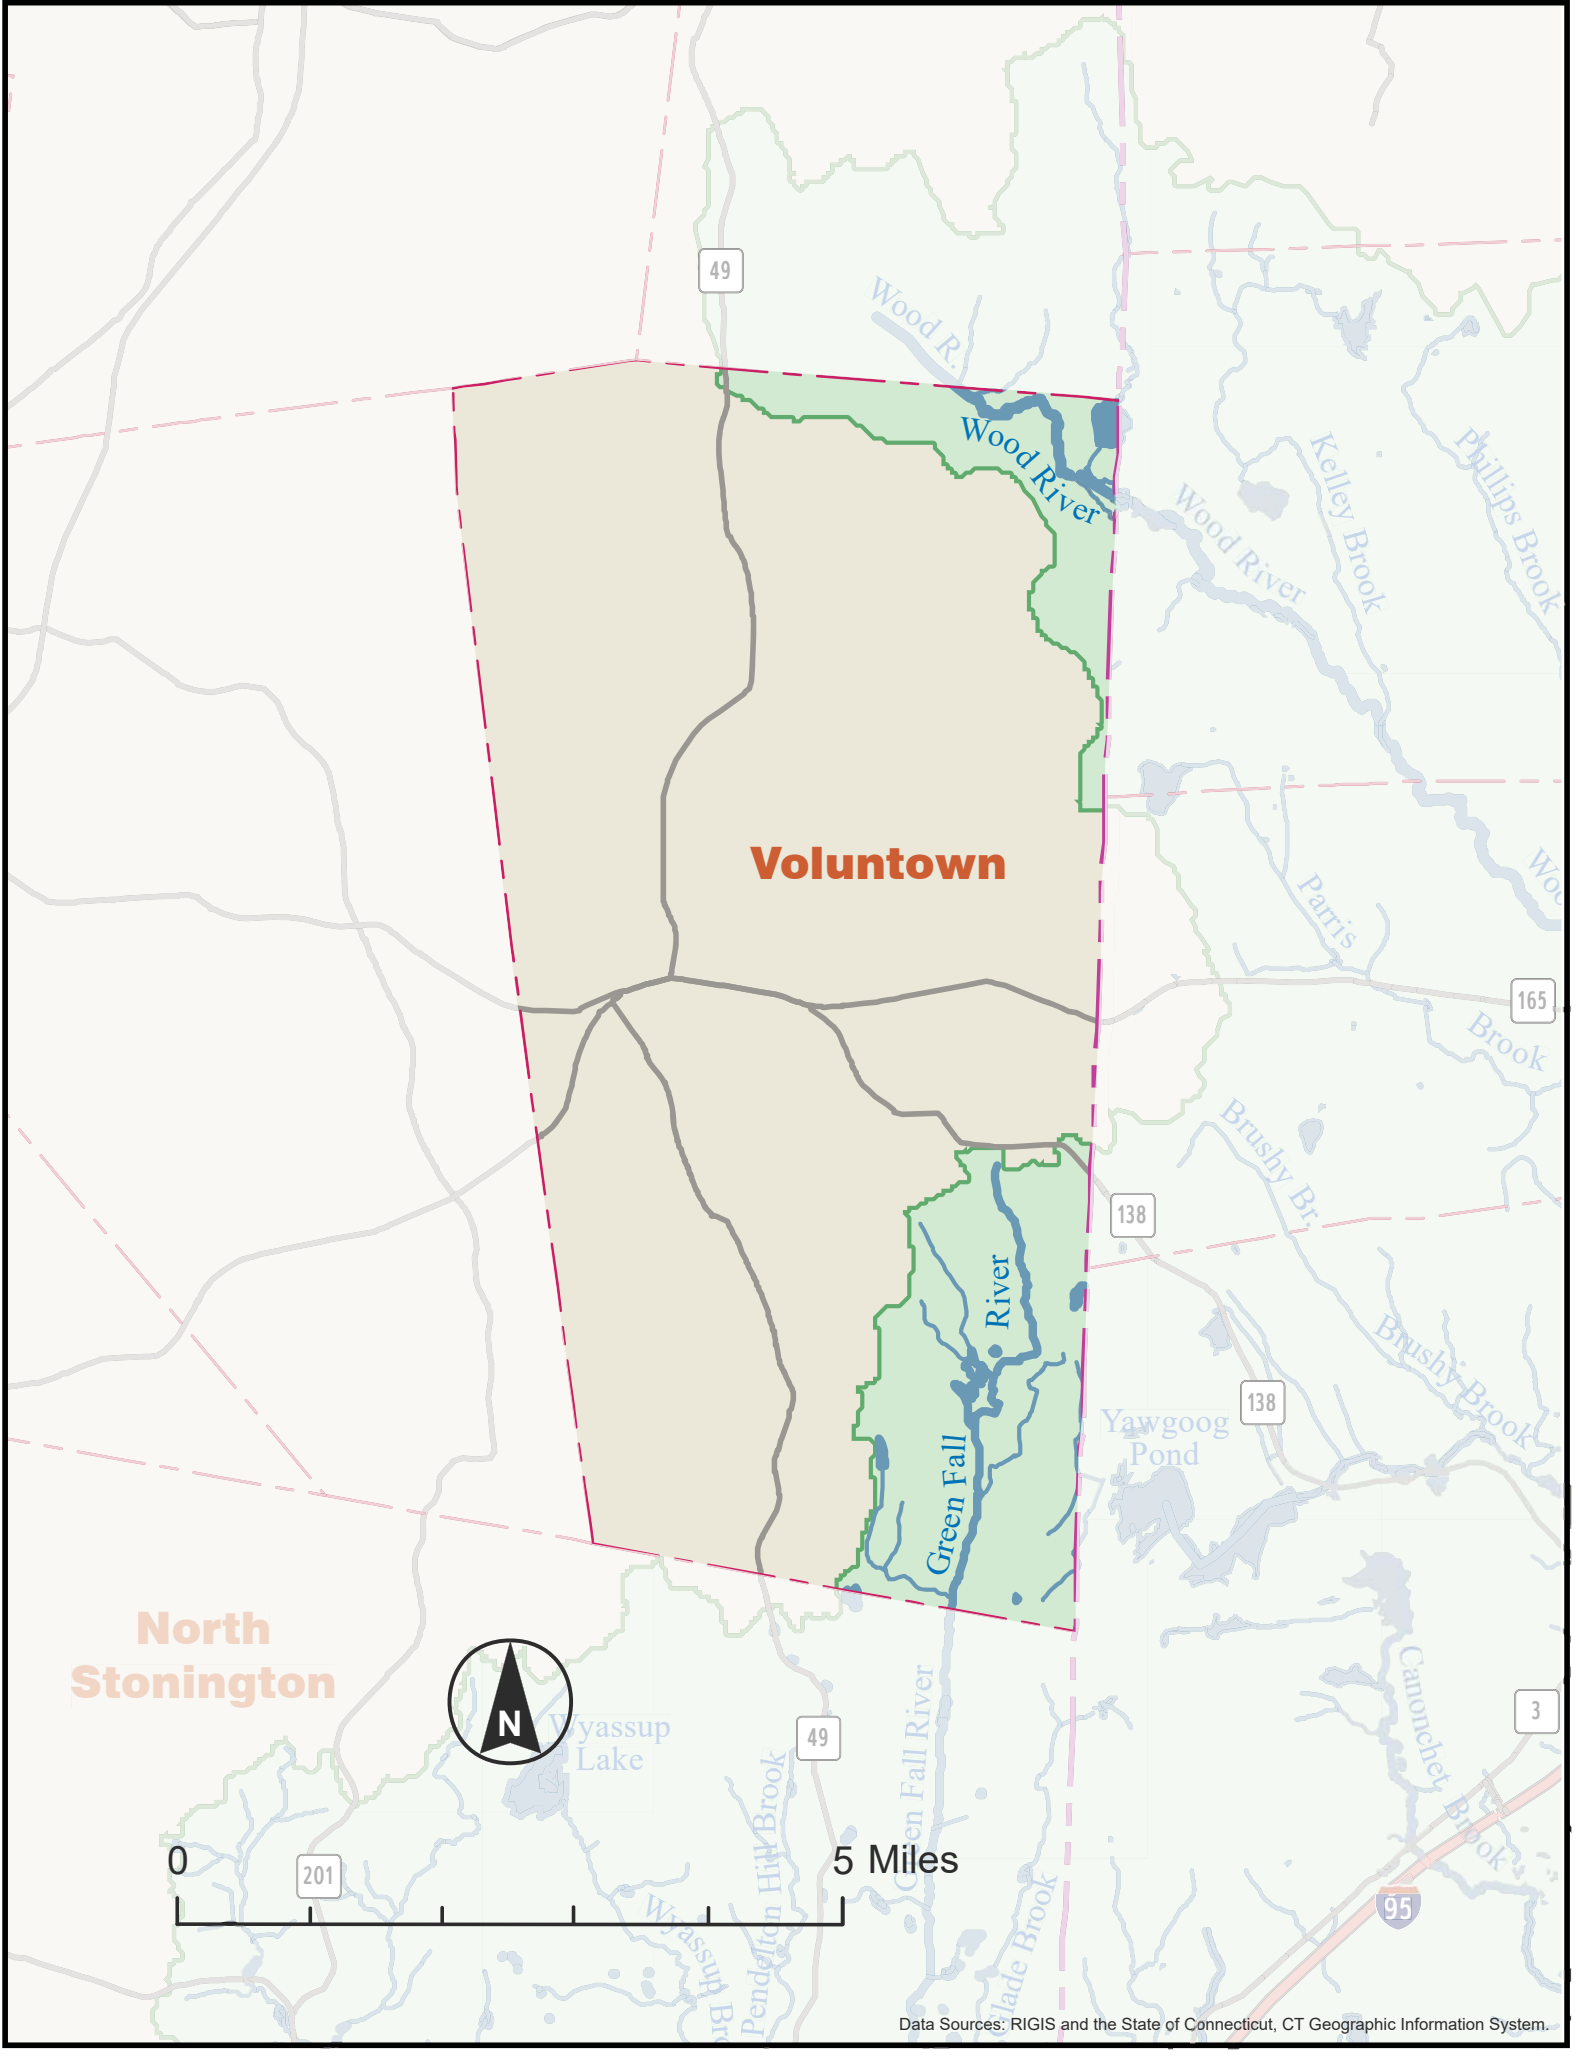 49
Wood R.
Wood River
Wood River
Kelley Brook
Phillips Brook
Voluntown
Parris
165
Brook
Brushy Br.
138
River
Brushy Brook
138
Yawgoog
Pond
Green Fall
North
Stonington
N
Wyassup
Lake
49
Green Fall River
Canonchet
3
Brook
0
5 Miles
201
Pendelton Hill Brook
Wyassup
Glade Brook
95
Data Sources: RIGIS and the State of Connecticut, CT Geographic Information System.